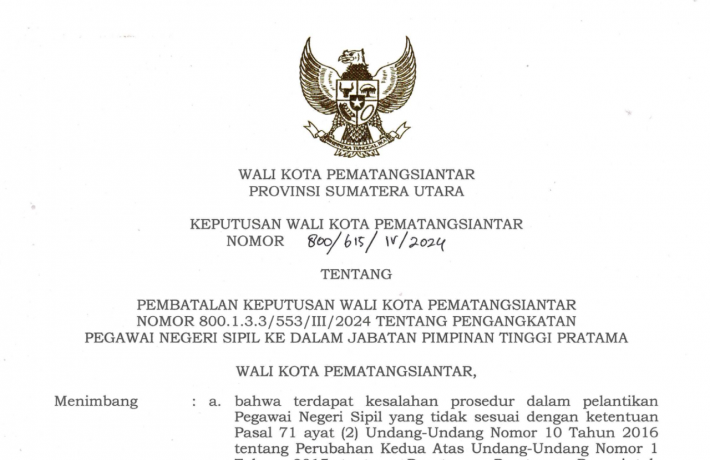 WALI KOTA PEMATANGSIANTAR
PROVINSI SUMATERA UTARA
KEPUTUSAN WALI KOTA PEMATANGSIANTAR
NOMOR 800/615/IV/2024
TENTANG
PEMBATALAN KEPUTUSAN WALI KOTA PEMATANGSIANTAR
NOMOR 800.1.3.3/553/III/2024 TENTANG PENGANGKATAN
PEGAWAI NEGERI SIPIL KE DALAM JABATAN PIMPINAN TINGGI PRATAMA
WALI KOTA PEMATANGSIANTAR,
Menimbang : a. bahwa terdapat kesalahan prosedur dalam pelantikan
Pegawai Negeri Sipil yang tidak sesuai dengan ketentuan
Pasal 71 ayat (2) Undang-Undang Nomor 10 Tahun 2016
tentang Perubahan Kedua Atas Undang-Undang Nomor 1